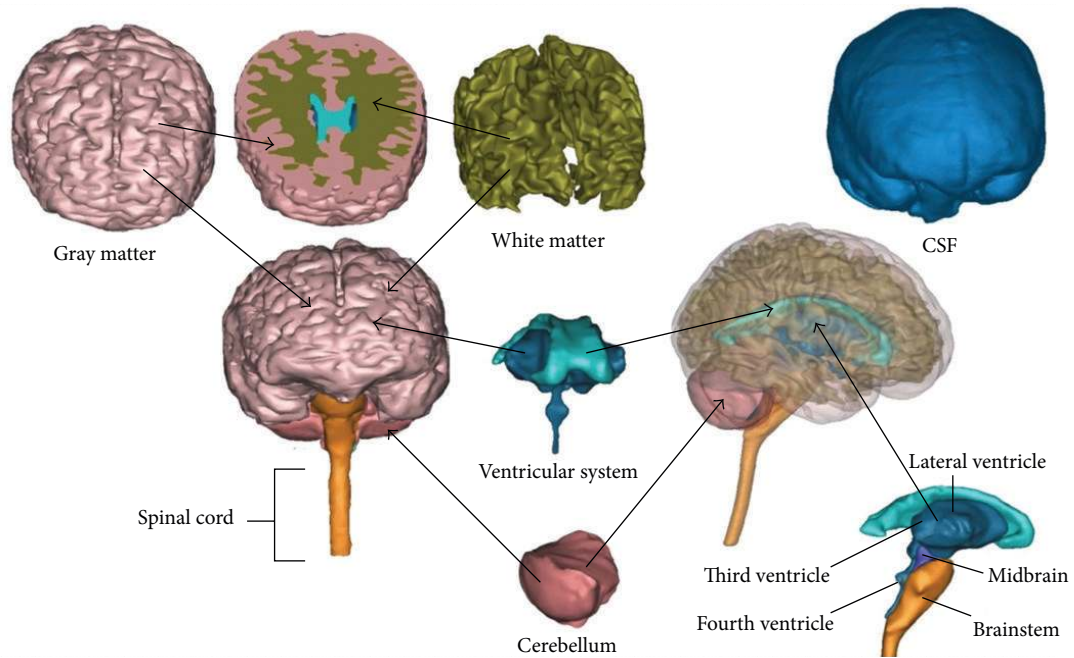 Gray matter
White matter
CSF
Ventricular system
Lateral ventricle
Spinal cord
Third ventricle
Midbrain
Fourth ventricle
Brainstem
Cerebellum